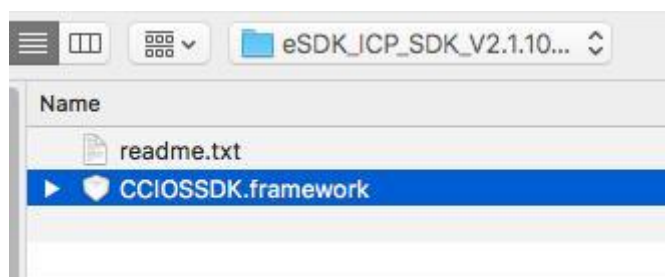 eSDK_ICP_SDK_V2.1.10...
Name
readme.txt
CCIOSSDK.framework